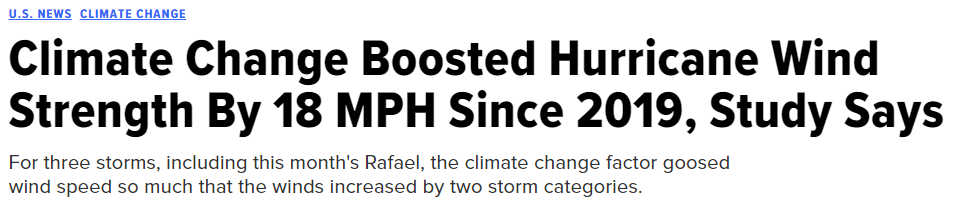 U.S. NEWS CLIMATE CHANGE
Climate Change Boosted Hurricane Wind
Strength By 18 MPH Since 2019, Study Says
For three storms, including this month's Rafael, the climate change factor goosed
wind speed so much that the winds increased by two storm categories.